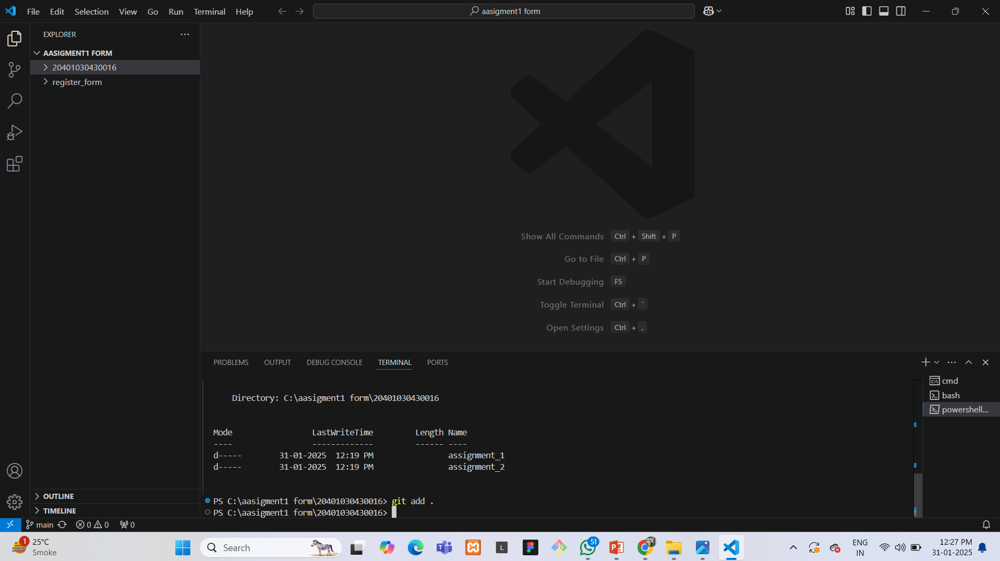 File Edit Selection View Go Run Terminal Help
aasigment1 form
EXPLORER
AASIGMENT1 FORM
20401030430016
register_form
Show All Commands Ctrl + Shift + P
Go to File Ctrl + P
Start Debugging F5
Toggle Terminal Ctrl + `
Open Settings Ctrl + ,
PROBLEMS OUTPUT DEBUG CONSOLE TERMINAL PORTS
cmd
bash
powershell...
Directory: C:\aasigment1 form\20401030430016
Mode LastWriteTime Length Name
---- ------------- ------ ----
d----- 31-01-2025 12:19 PM assignment_1
d----- 31-01-2025 12:19 PM assignment_2
PS C:\aasigment1 form\20401030430016> git add .
PS C:\aasigment1 form\20401030430016>
OUTLINE
TIMELINE
main 0 0 0
1 25°C
Smoke
Search
L
51
ENG
IN
12:27 PM
31-01-2025